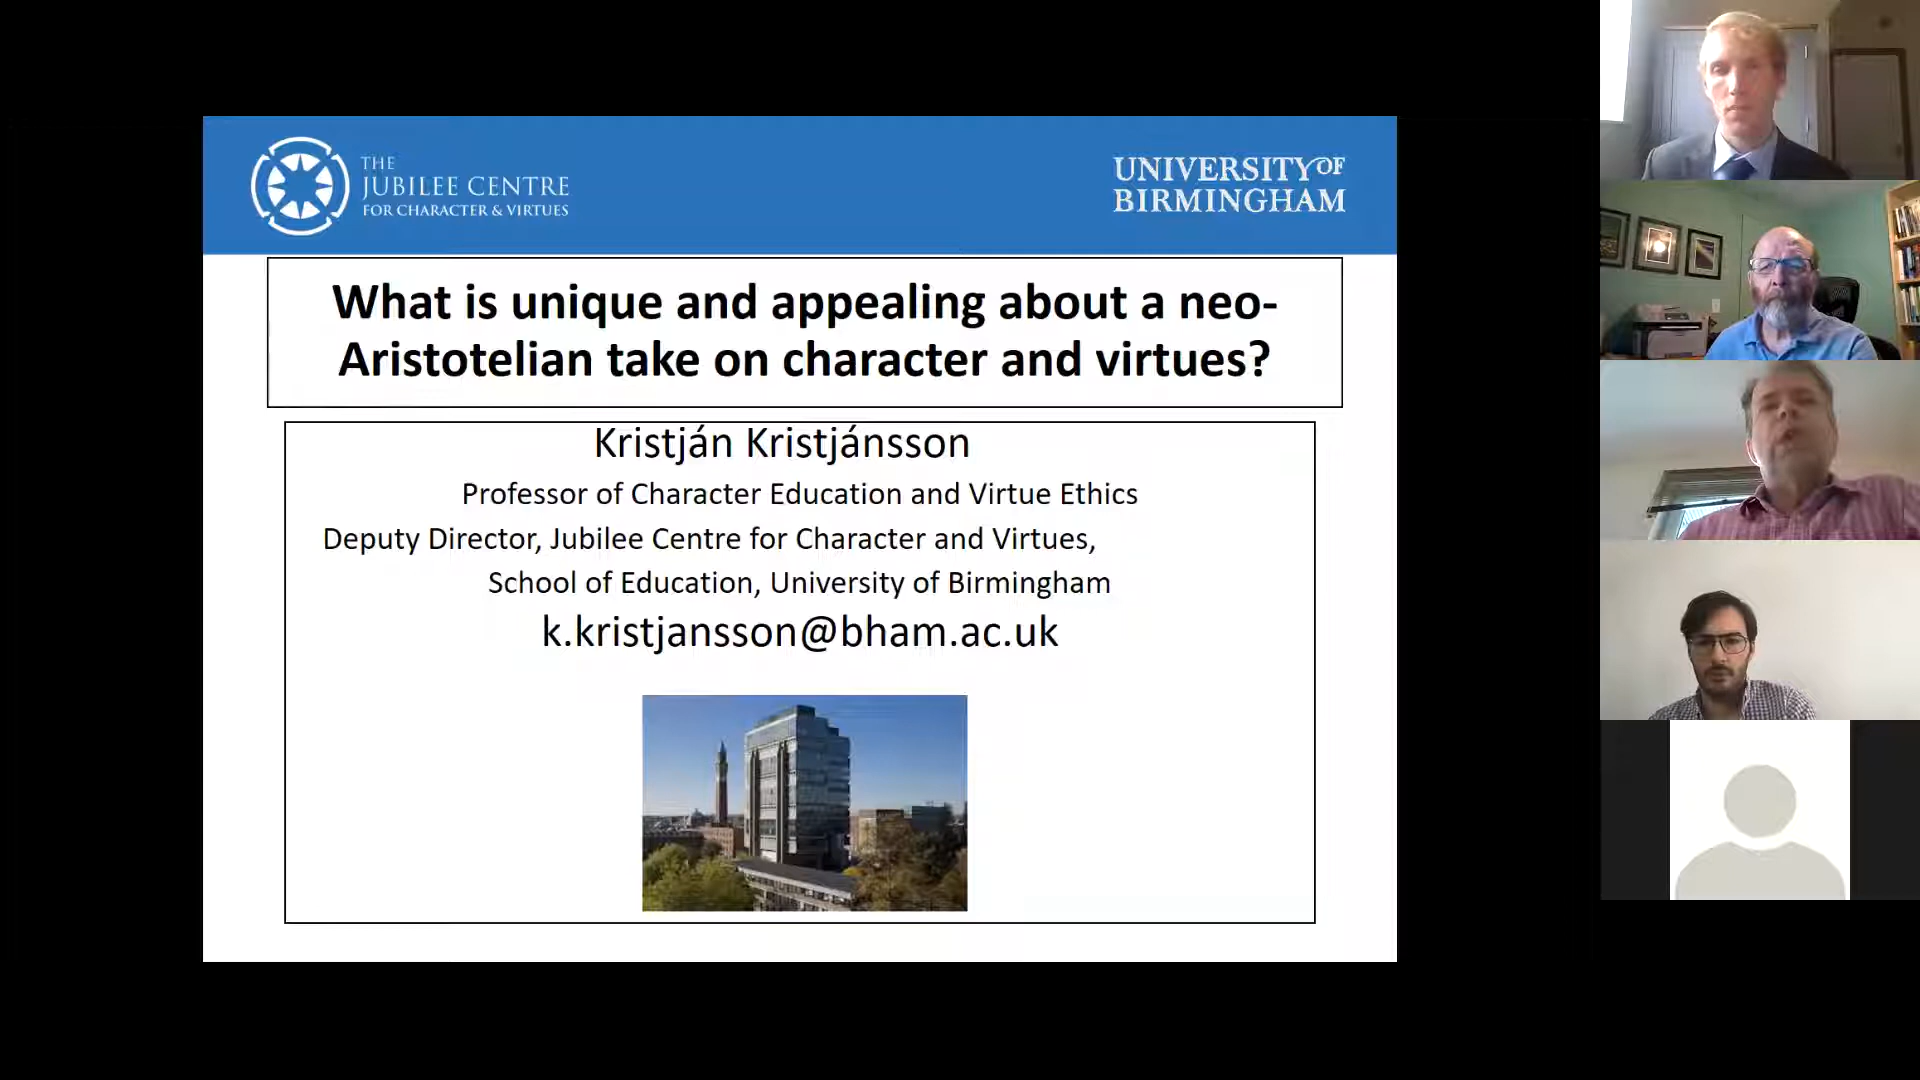 THE
JUBILEE CENTRE
FOR CHARACTER & VIRTUES
UNIVERSITY OF
BIRMINGHAM
What is unique and appealing about a neo-
Aristotelian take on character and virtues?
Kristján Kristjánsson
Professor of Character Education and Virtue Ethics
Deputy Director, Jubilee Centre for Character and Virtues,
School of Education, University of Birmingham
k.kristjansson@bham.ac.uk